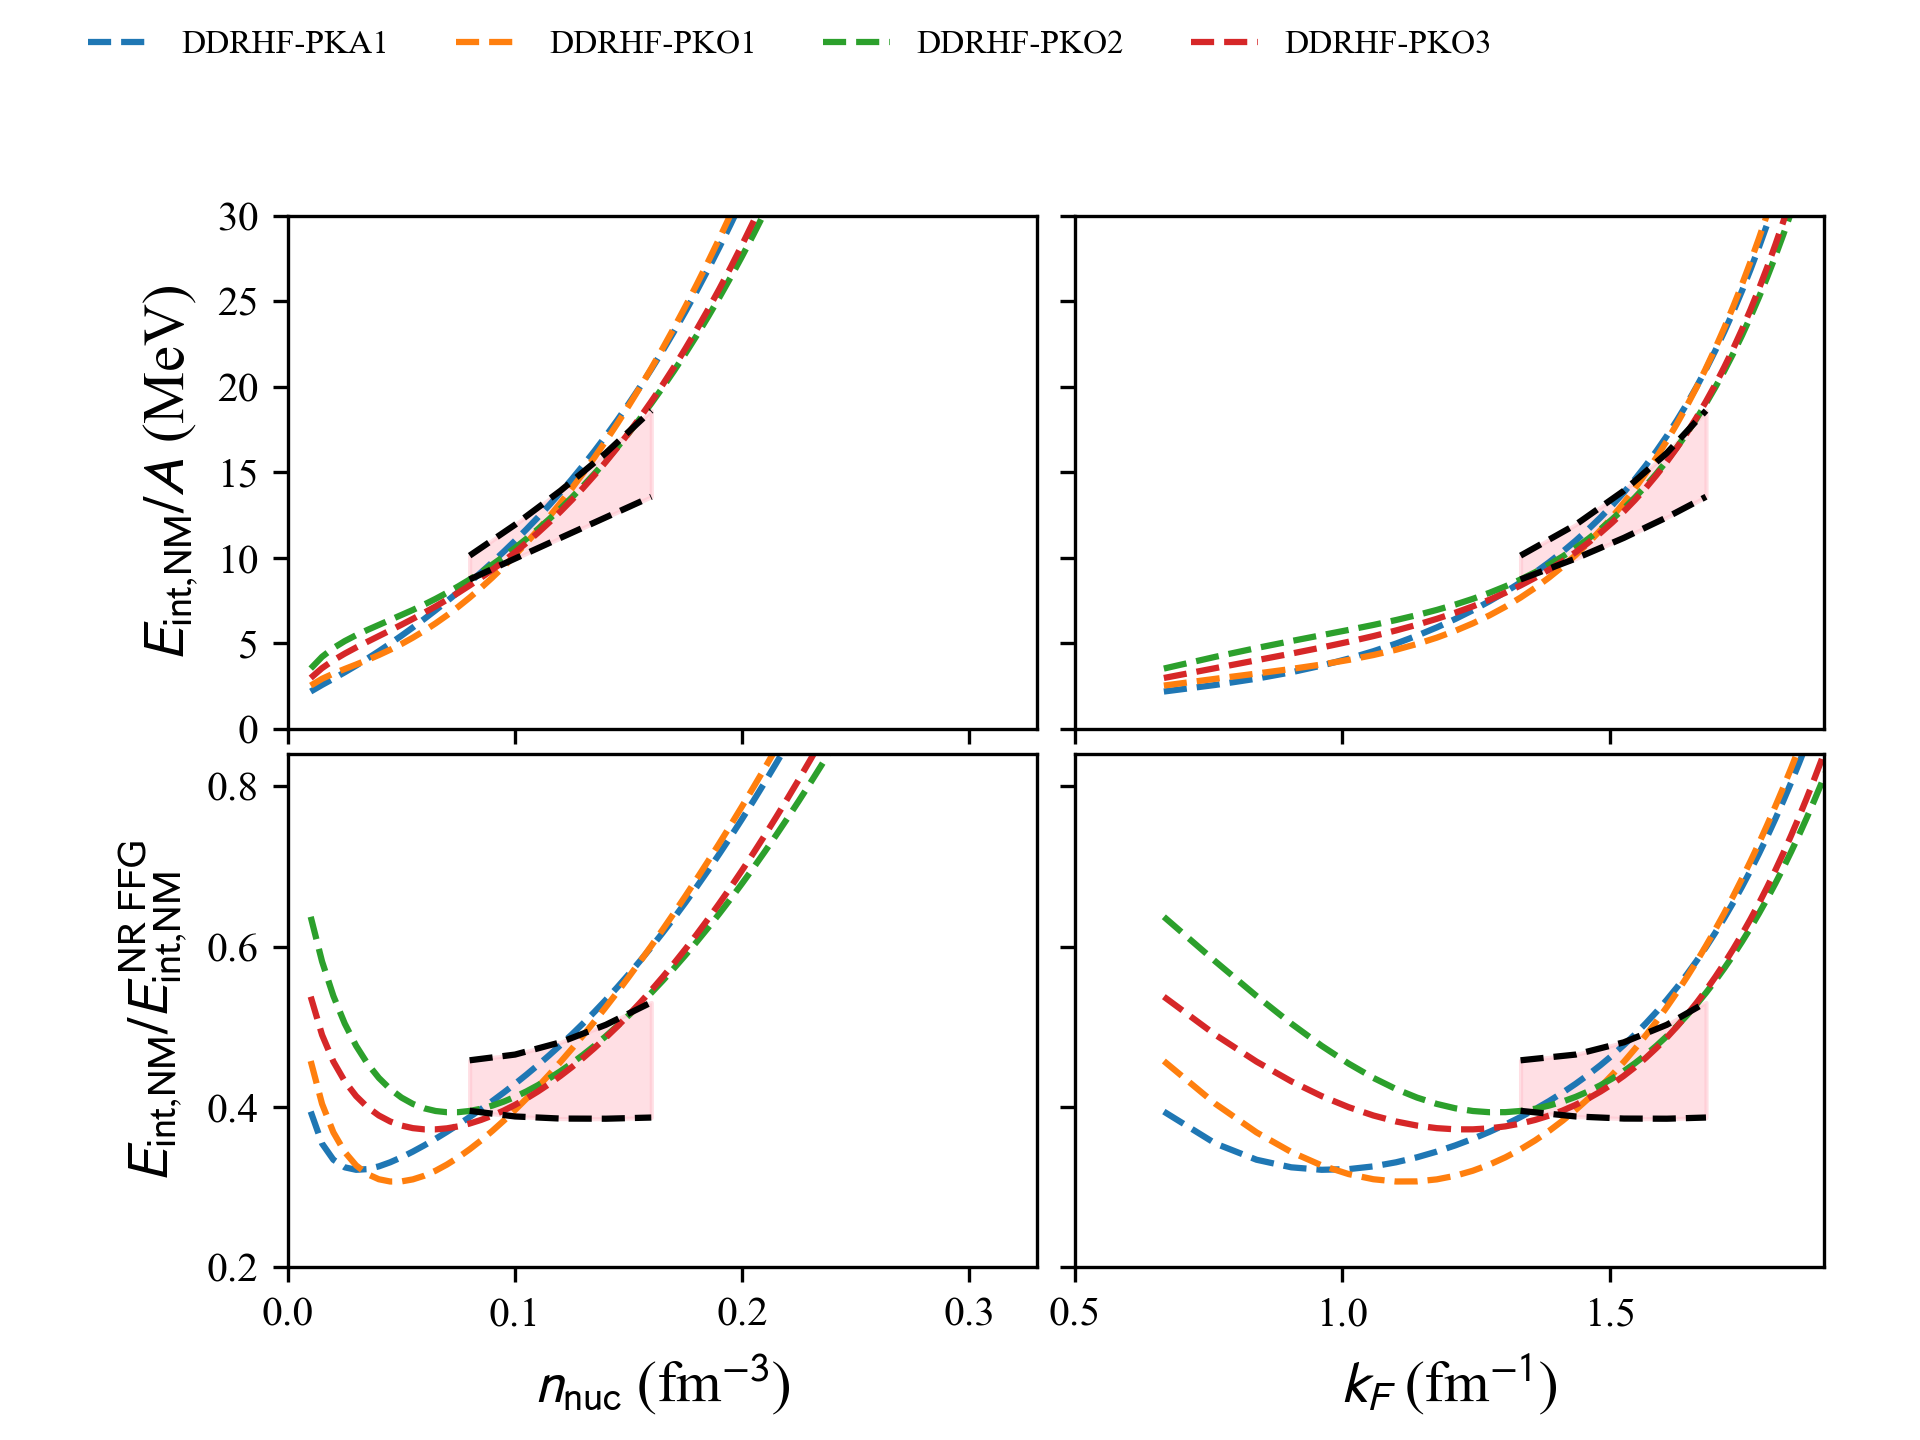 DDRHF-PKA1 DDRHF-PKO1 DDRHF-PKO2 DDRHF-PKO3
30
25
20
15
10
5
0
E_int,NM/A (MeV)
0.8
0.6
0.4
0.2
E_int,NM/E_int,NM^NR FFG
0.0 0.1 0.2 0.3 0.5 1.0 1.5
n_nuc (fm⁻³) k_F (fm⁻¹)